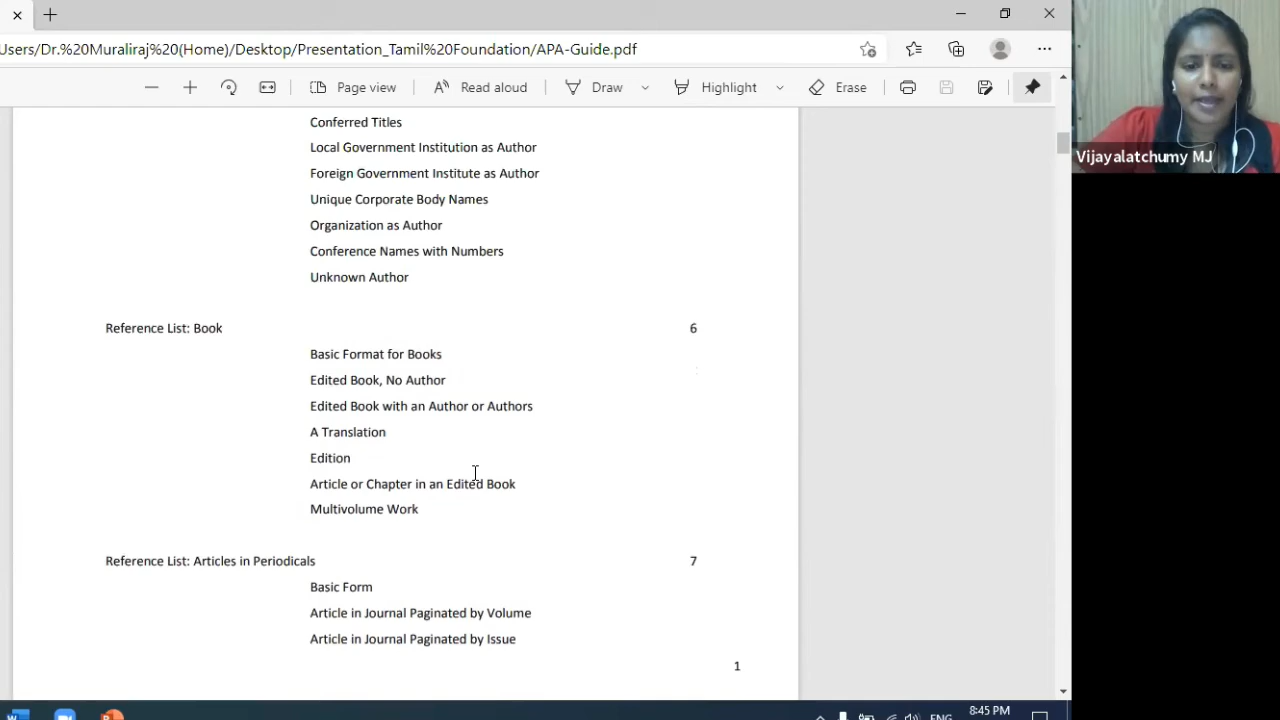 Users/Dr.%20Muraliraj%20(Home)/Desktop/Presentation_Tamil%20Foundation/APA-Guide.pdf
Page view
Read aloud
Draw
Highlight
Erase
Vijayalatchumy MJ
Conferred Titles
Local Government Institution as Author
Foreign Government Institute as Author
Unique Corporate Body Names
Organization as Author
Conference Names with Numbers
Unknown Author
Reference List: Book 6
Basic Format for Books
Edited Book, No Author
Edited Book with an Author or Authors
A Translation
Edition
Article or Chapter in an Edited Book
Multivolume Work
Reference List: Articles in Periodicals 7
Basic Form
Article in Journal Paginated by Volume
Article in Journal Paginated by Issue
1
ENG
8:45 PM